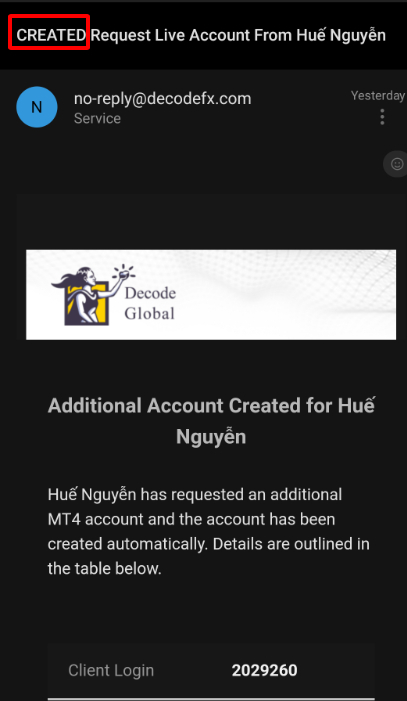 CREATED Request Live Account From Huế Nguyễn
N
no-reply@decodefx.com
Yesterday
Service
Decode
Global
Additional Account Created for Huế
Nguyễn
Huế Nguyễn has requested an additional
MT4 account and the account has been
created automatically. Details are outlined in
the table below.
Client Login 2029260